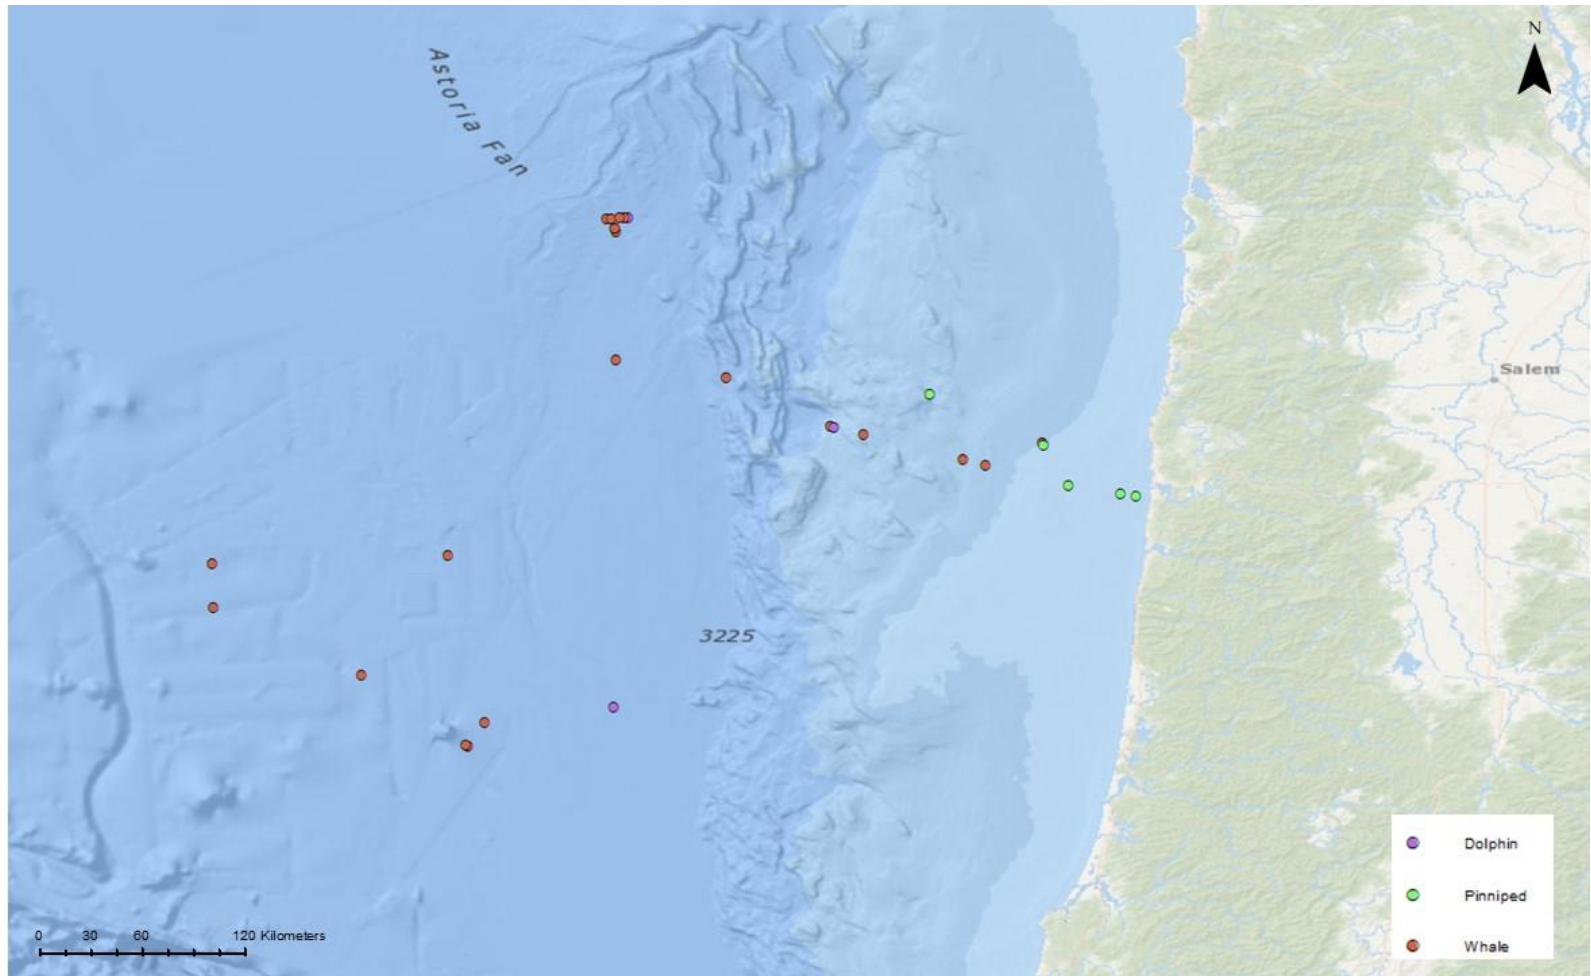 N
Astoria Fan
Salem
3225
Dolphin
Pinniped
Whale
0 30 60 120 Kilometers